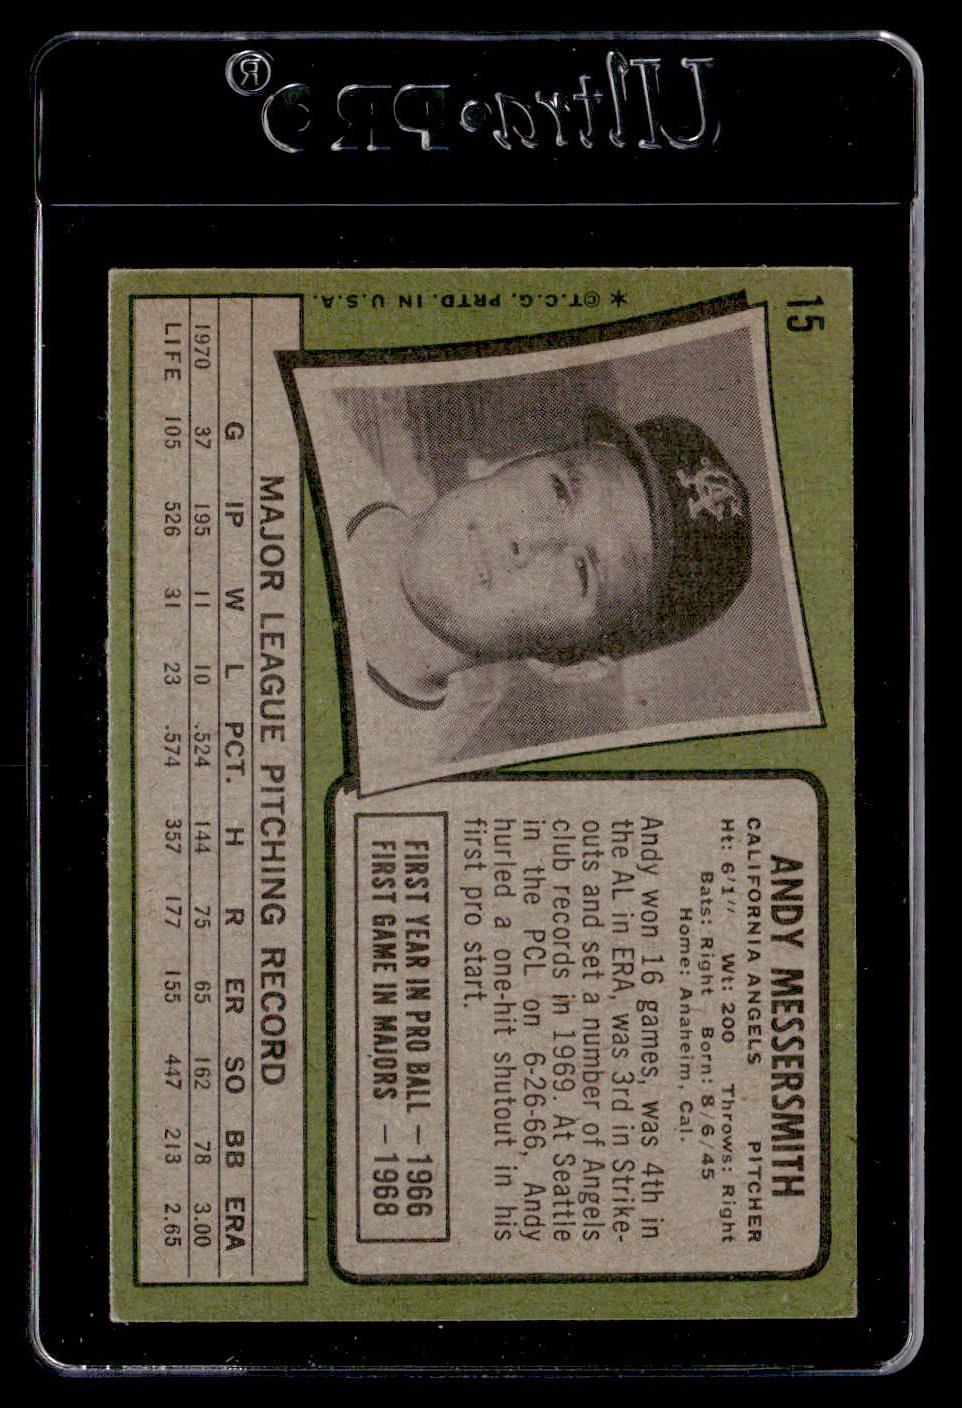 Ultra•PRO®
15
✶©T.C.G. PRTD. IN U.S.A.
ANDY MESSERSMITH
CALIFORNIA ANGELS PITCHER
Ht: 6'1" Wt: 200 Throws: Right
Bats: Right Born: 8/6/45
Home: Anaheim, Cal.
Andy won 16 games, was 4th in
the AL in ERA, was 3rd in Strike-
outs and set a number of Angels
club records in 1969. At Seattle
in the PCL on 6-26-66, Andy
hurled a one-hit shutout in his
first pro start.
FIRST YEAR IN PRO BALL — 1966
FIRST GAME IN MAJORS — 1968
MAJOR LEAGUE PITCHING RECORD
G IP W L PCT. H R ER SO BB ERA
1970 37 195 11 10 .524 144 75 65 162 78 3.00
LIFE 105 526 31 23 .574 357 177 155 447 213 2.65